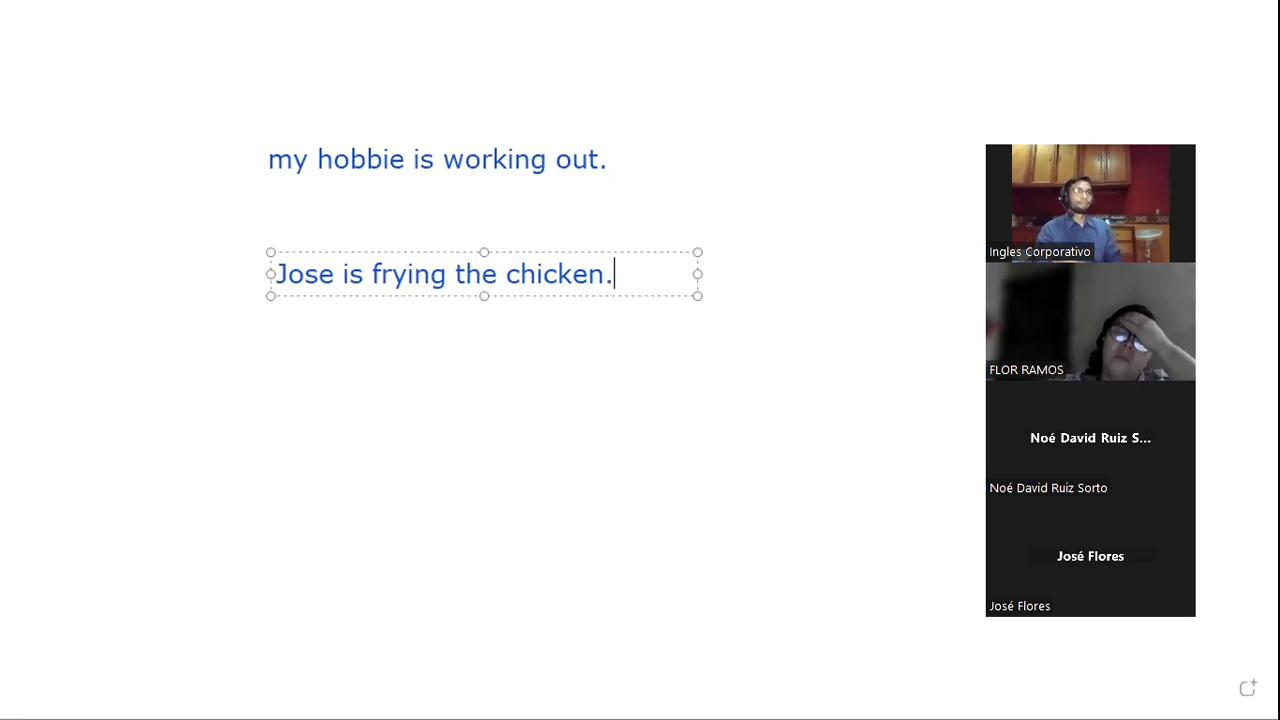 my hobbie is working out.
Jose is frying the chicken.
Ingles Corporativo
FLOR RAMOS
Noé David Ruiz S...
Noé David Ruiz Sorto
José Flores
José Flores